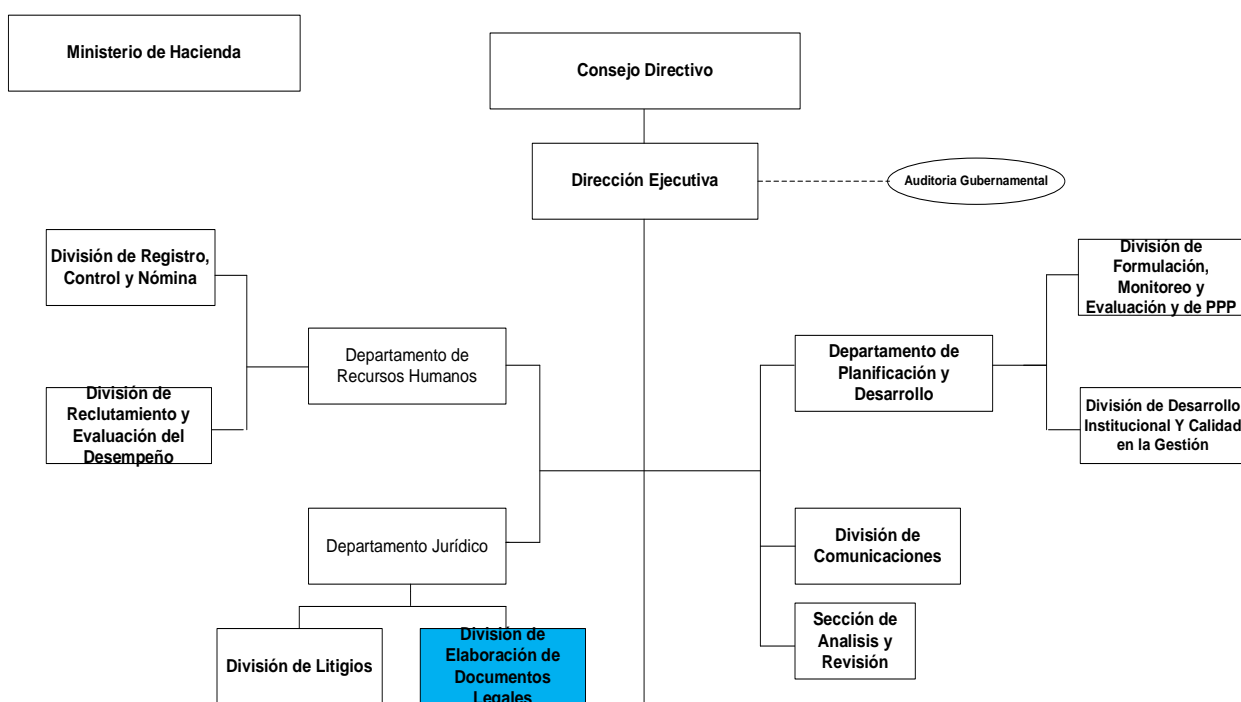 Ministerio de Hacienda
Consejo Directivo
Dirección Ejecutiva
Auditoria Gubernamental
División de Registro,
Control y Nómina
División de
Formulación,
Monitoreo y
Evaluación y de PPP
Departamento de
Recursos Humanos
Departamento de
Planificación y
Desarrollo
División de
Reclutamiento y
Evaluación del
Desempeño
División de Desarrollo
Institucional Y Calidad
en la Gestión
Departamento Jurídico
División de
Comunicaciones
Sección de
Analisis y
Revisión
División de Litigios
División de
Elaboración de
Documentos
Legales